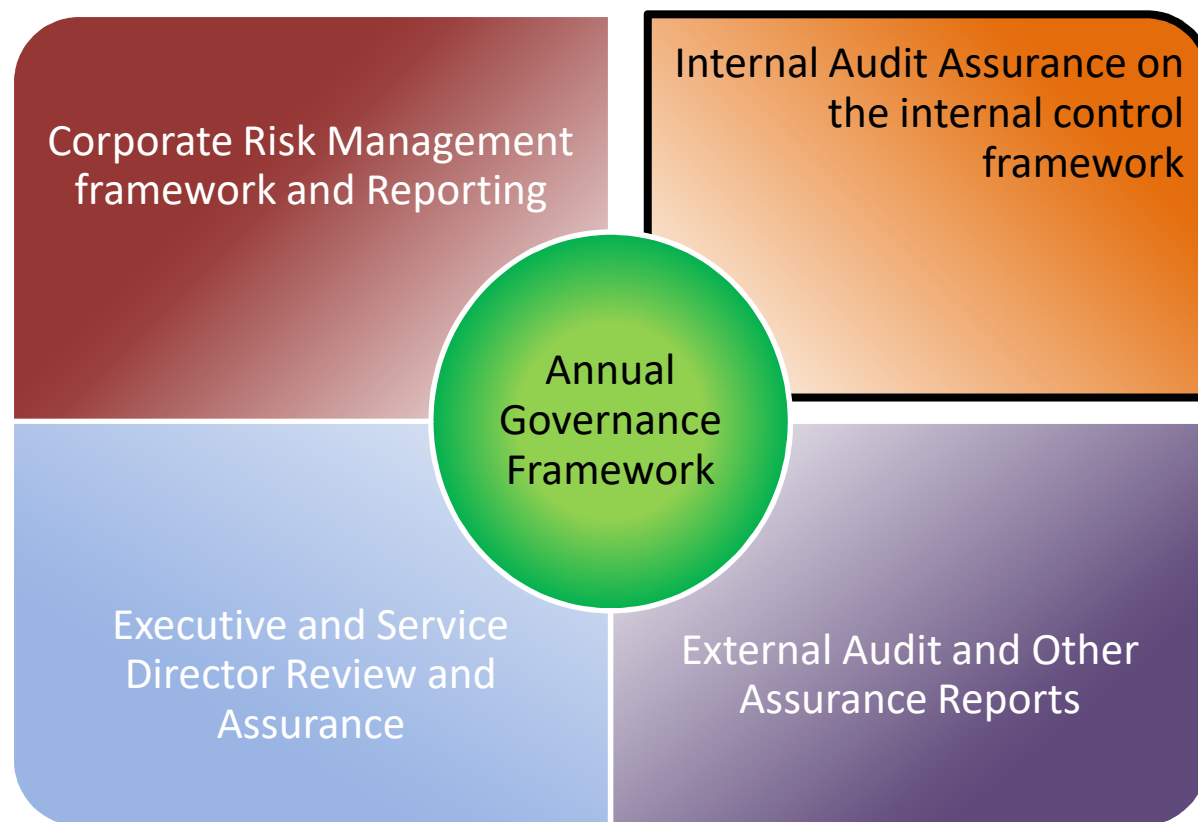 Corporate Risk Management
framework and Reporting
Internal Audit Assurance on
the internal control
framework
Annual
Governance
Framework
Executive and Service
Director Review and
Assurance
External Audit and Other
Assurance Reports